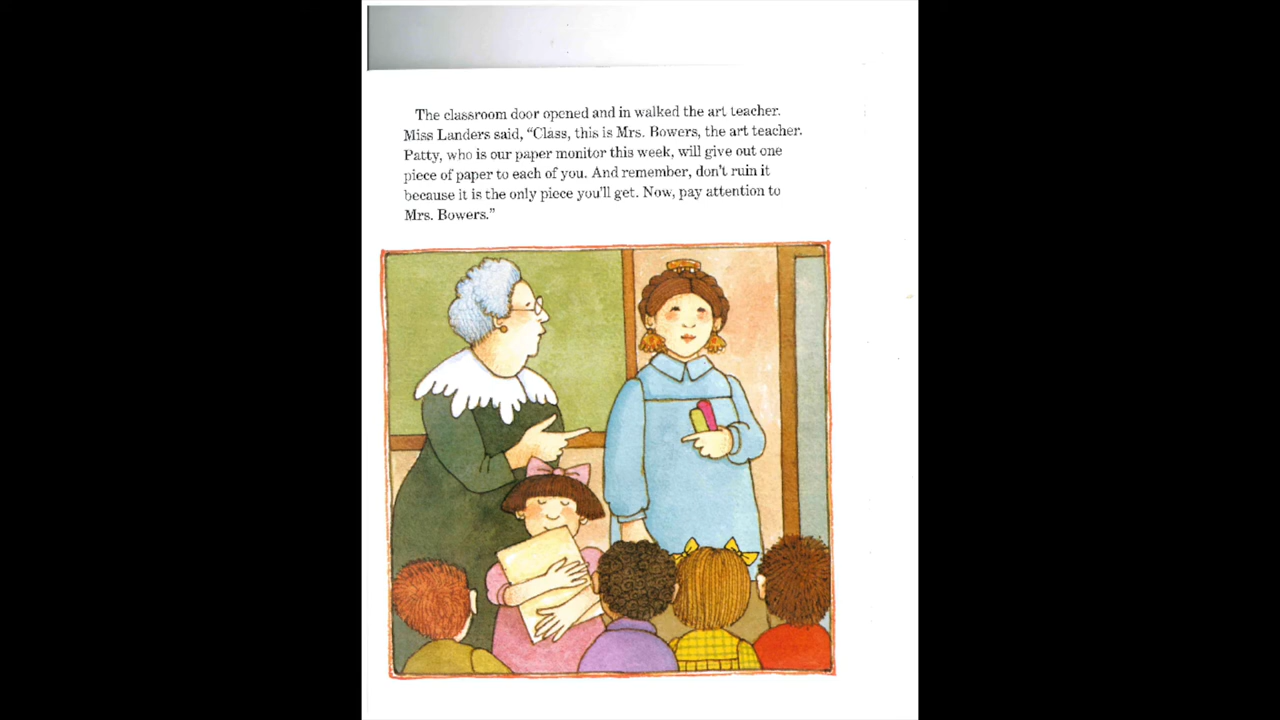 The classroom door opened and in walked the art teacher.
Miss Landers said, “Class, this is Mrs. Bowers, the art teacher.
Patty, who is our paper monitor this week, will give out one
piece of paper to each of you. And remember, don’t ruin it
because it is the only piece you’ll get. Now, pay attention to
Mrs. Bowers.”